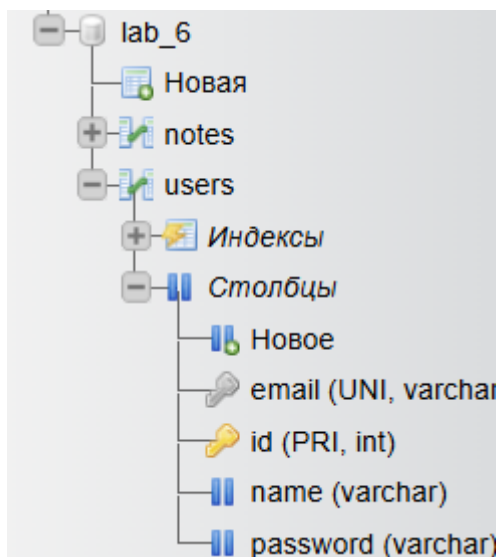 lab_6
Новая
notes
users
Индексы
Столбцы
Новое
email (UNI, varchar
id (PRI, int)
name (varchar)
password (varchar)